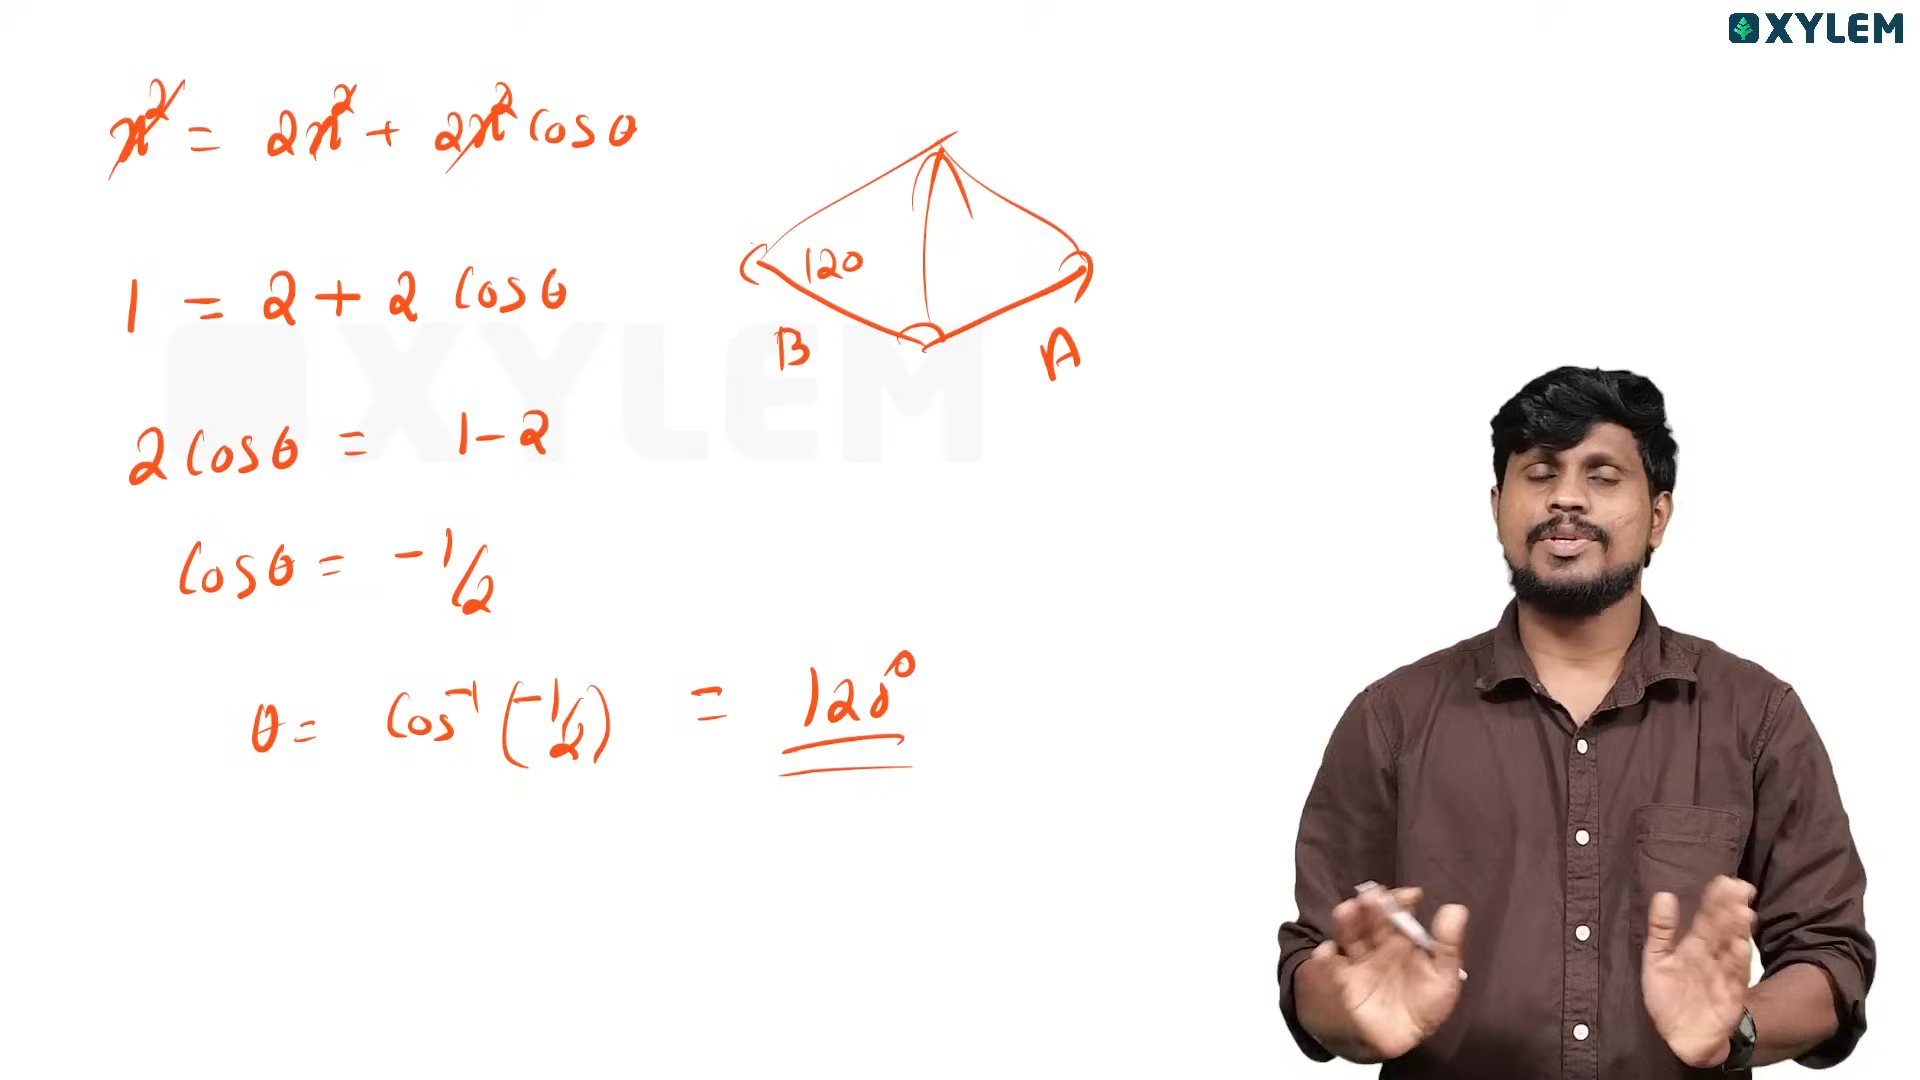 XYLEM
x² = 2x² + 2x² cos θ
1 = 2 + 2 cos θ
2 cos θ = 1 - 2
cos θ = -1/2
θ = cos⁻¹ (-1/2) = 120°
120
B
A
XYLEM